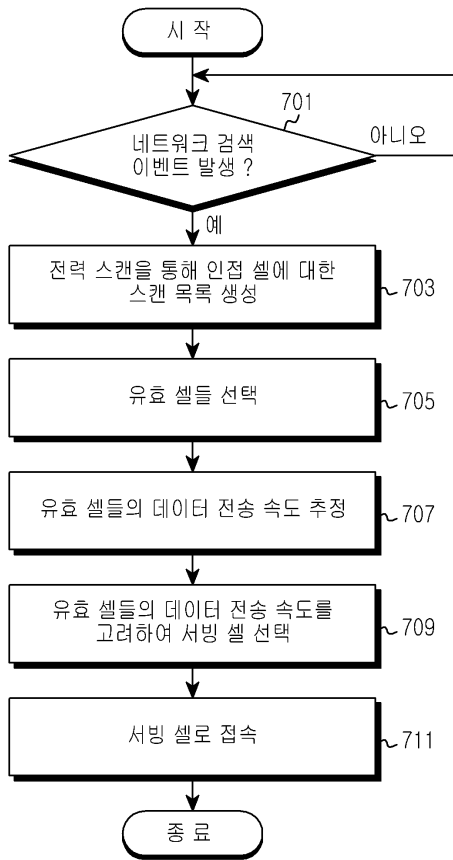 시 작
701
네트워크 검색
이벤트 발생 ?
아니오
예
전력 스캔을 통해 인접 셀에 대한
스캔 목록 생성
703
유효 셀들 선택
705
유효 셀들의 데이터 전송 속도 추정
707
유효 셀들의 데이터 전송 속도를
고려하여 서빙 셀 선택
709
서빙 셀로 접속
711
종 료